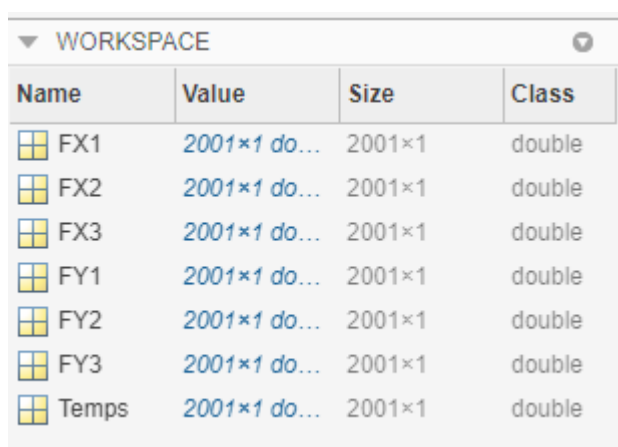 WORKSPACE
Name Value Size Class
FX1 2001×1 do... 2001×1 double
FX2 2001×1 do... 2001×1 double
FX3 2001×1 do... 2001×1 double
FY1 2001×1 do... 2001×1 double
FY2 2001×1 do... 2001×1 double
FY3 2001×1 do... 2001×1 double
Temps 2001×1 do... 2001×1 double